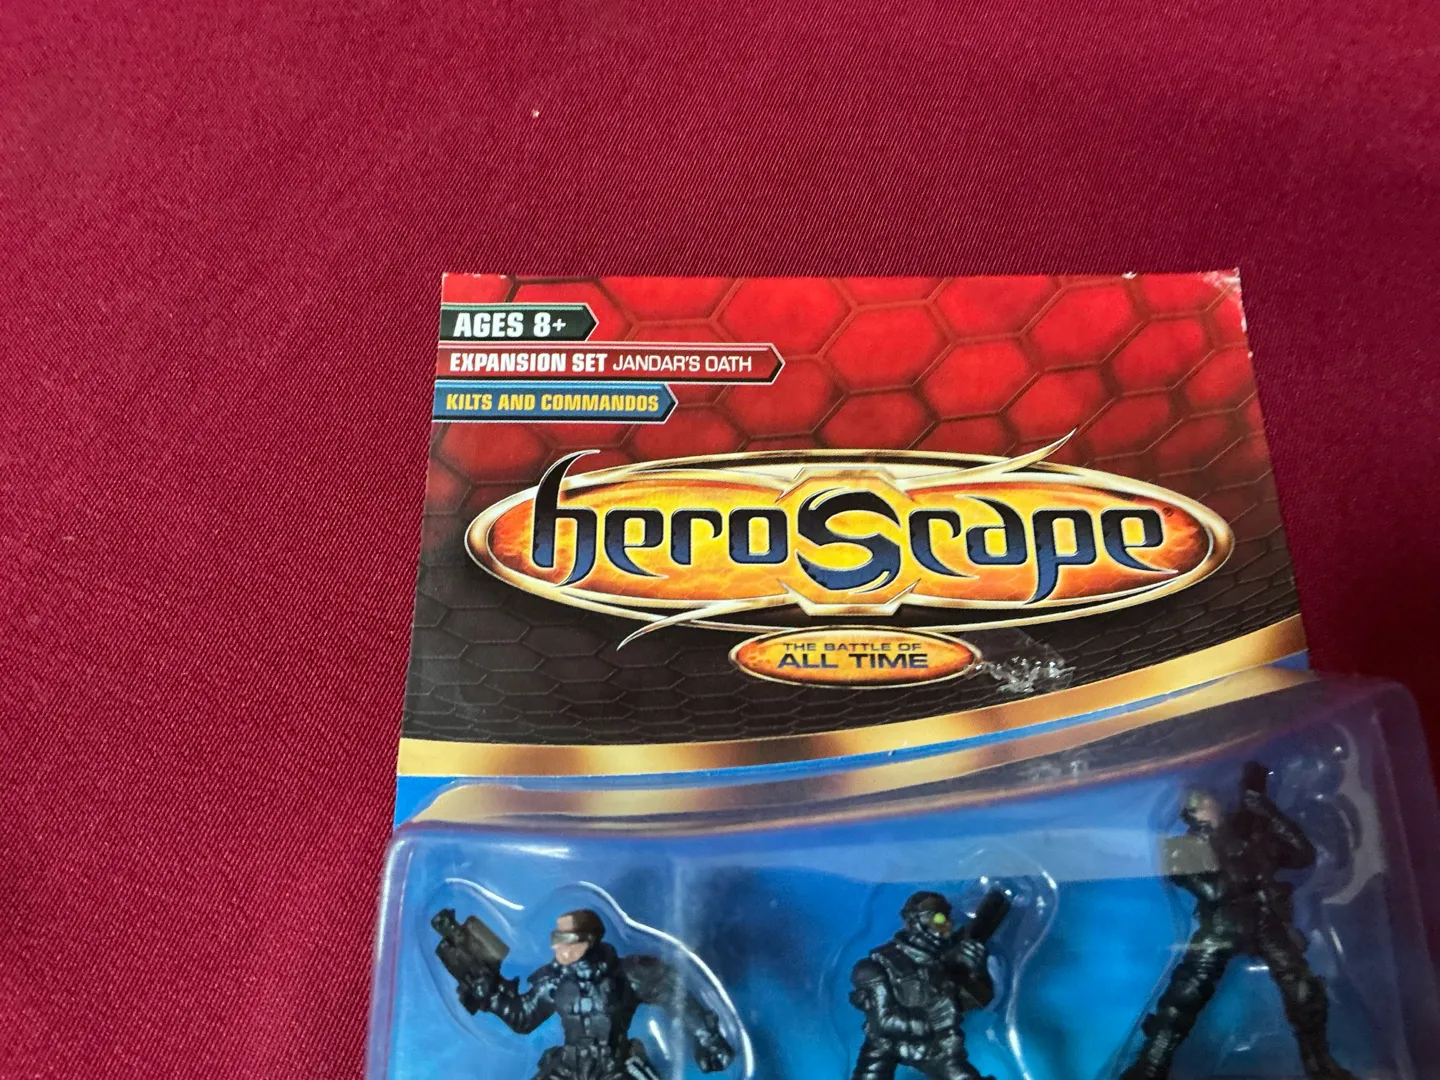 AGES 8+
EXPANSION SET JANDAR'S OATH
KILTS AND COMMANDOS
heroScape®
THE BATTLE OF
ALL TIME